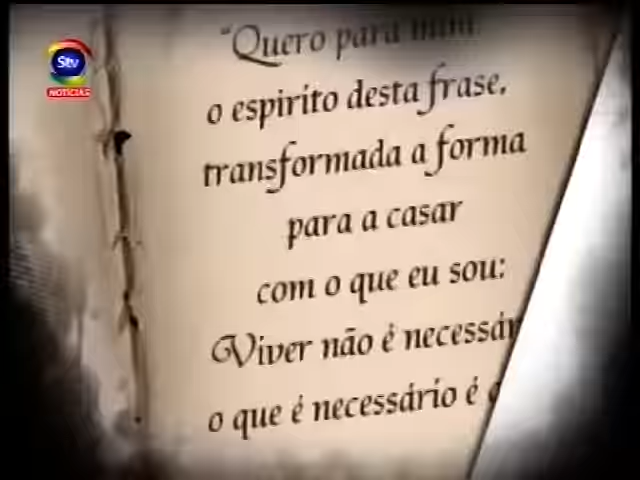 Stv
NOTÍCIAS
"Quero para mim
o espirito desta frase,
transformada a forma
para a casar
com o que eu sou:
Viver não é
o que é necessário é